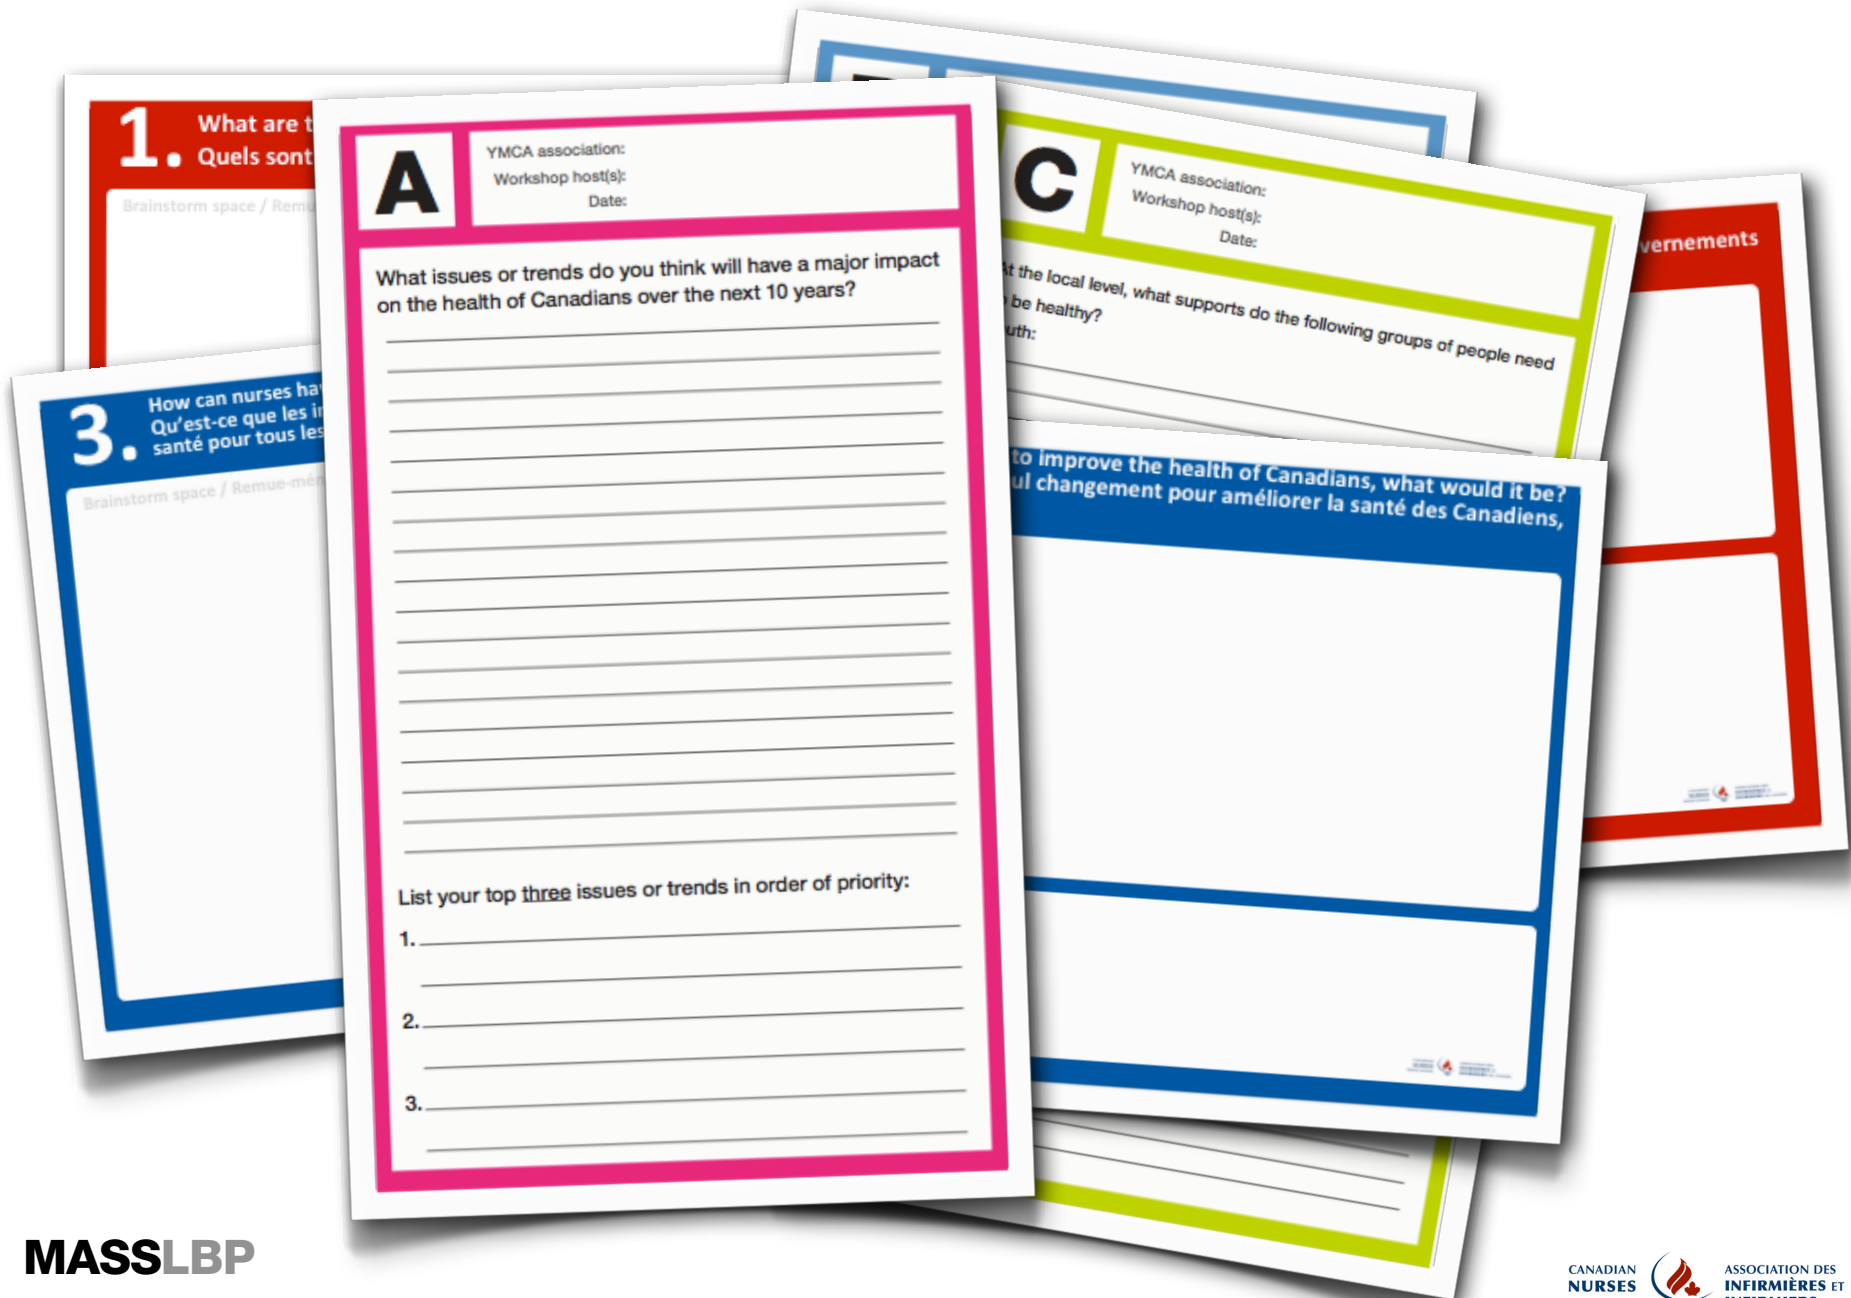 1.
What are t
Quels sont
Brainstorm space / Remu
A
YMCA association:
Workshop host(s):
Date:
What issues or trends do you think will have a major impact
on the health of Canadians over the next 10 years?
List your top three issues or trends in order of priority:
1.
2.
3.
C
YMCA association:
Workshop host(s):
Date:
At the local level, what supports do the following groups of people need
be healthy?
uth:
vernements
3.
How can nurses ha
Qu'est-ce que les i
santé pour tous les
Brainstorm space / Remue-mén
to improve the health of Canadians, what would it be?
ul changement pour améliorer la santé des Canadiens,
MASSLBP
CANADIAN
NURSES
ASSOCIATION DES
INFIRMIÈRES ET